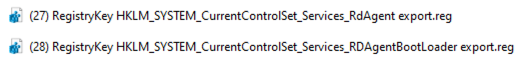 (27) RegistryKey HKLM_SYSTEM_CurrentControlSet_Services_RdAgent export.reg
(28) RegistryKey HKLM_SYSTEM_CurrentControlSet_Services_RDAgentBootLoader export.reg